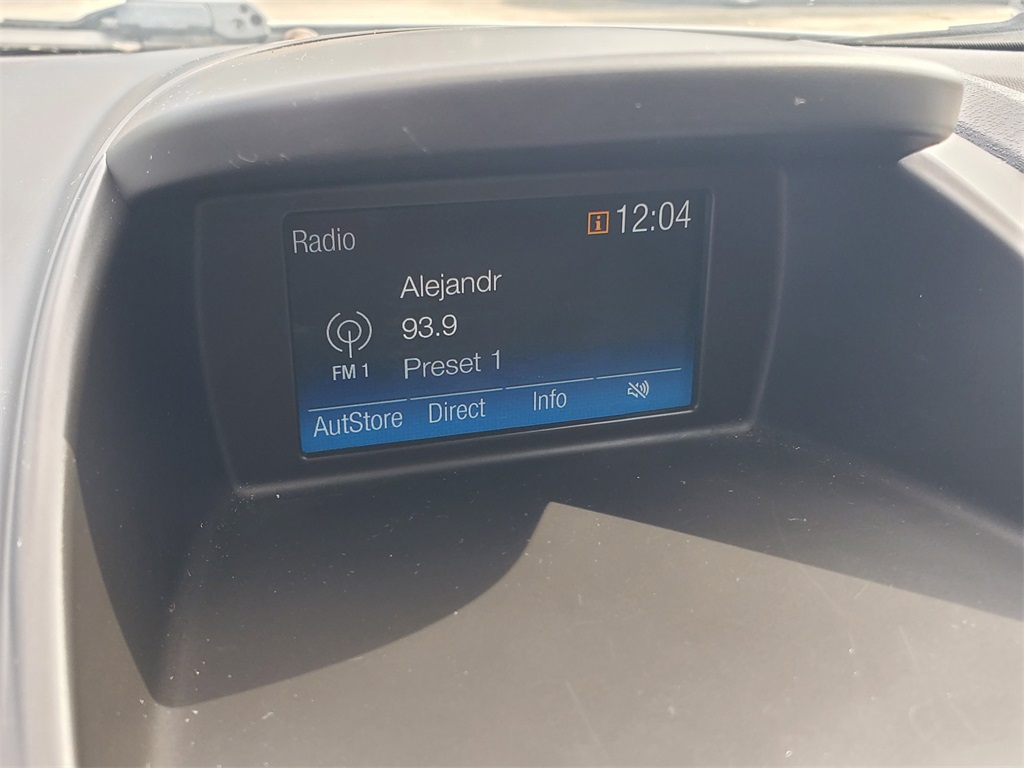 Radio
12:04
Alejandr
93.9
FM 1
Preset 1
AutStore
Direct
Info